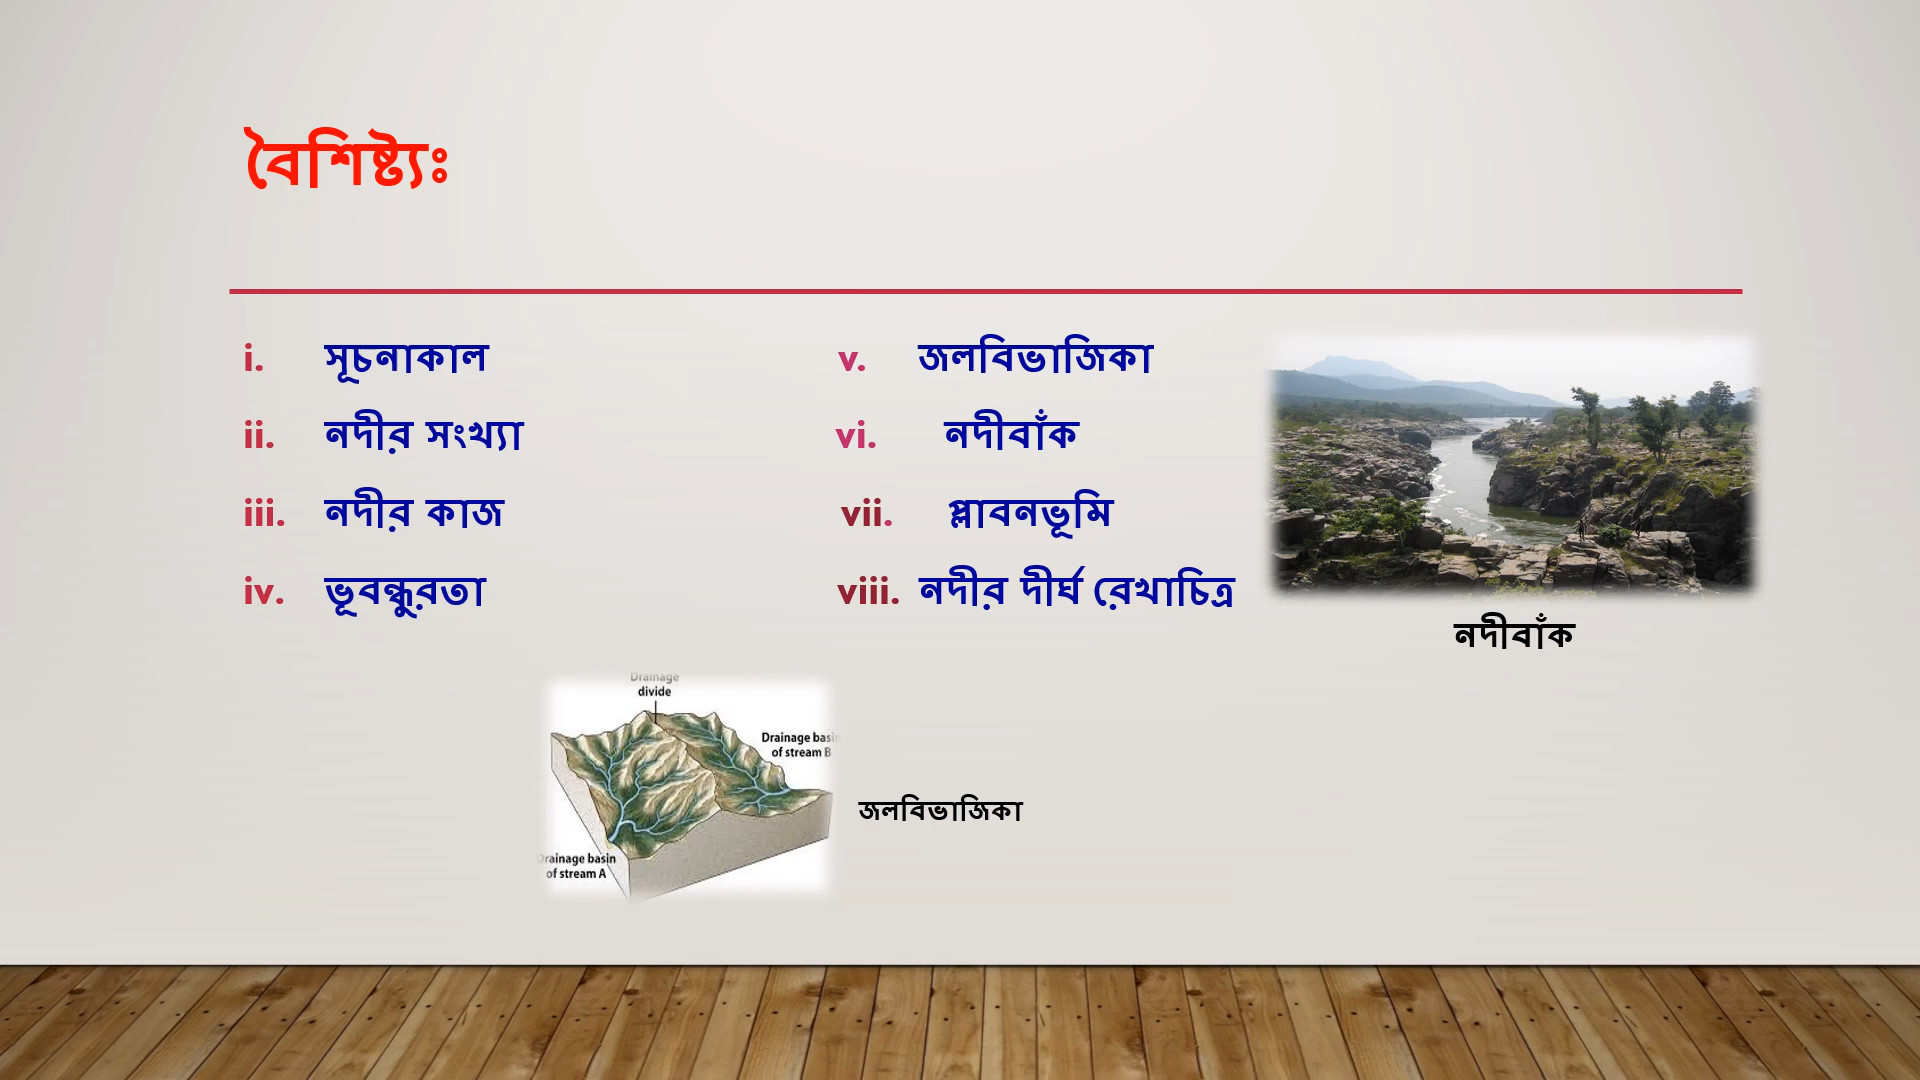 বৈশিষ্ট্যঃ
i. সূচনাকাল
ii. নদীর সংখ্যা
iii. নদীর কাজ
iv. ভূবন্ধুরতা
v. জলবিভাজিকা
vi. নদীবাঁক
vii. প্লাবনভূমি
viii. নদীর দীর্ঘ রেখাচিত্র
নদীবাঁক
Drainage
divide
Drainage basin
of stream B
Drainage basin
of stream A
জলবিভাজিকা